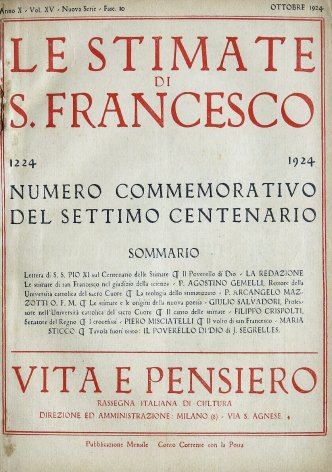 Anno X - Vol. XV - Nuova Serie - Fasc. 10
OTTOBRE 1924
LE STIMATE
DI
S. FRANCESCO
1224 1924
NUMERO COMMEMORATIVO
DEL SETTIMO CENTENARIO
SOMMARIO
Lettera di S. S. PIO XI sul Centenario delle Stimate ¶ Il Poverello di Dio - LA REDAZIONE
Le stimate di san Francesco nel giudizio della scienza - P. AGOSTINO GEMELLI, Rettore della
Università cattolica del sacro Cuore ¶ La teologia dello stimatizzato - P. ARCANGELO MAZ-
ZOTTI O. F. M. ¶ Le stimate e le origini della nuova poesia - GIULIO SALVADORI, Profes-
sore nell'Università cattolica del sacro Cuore ¶ Il canto delle stimate - FILIPPO CRISPOLTI,
Senatore del Regno ¶ I crocefissi - PIERO MISCIATELLI ¶ Il volto di san Francesco - MARIA
STICCO ¶ Tavola fuori testo: IL POVERELLO DI DIO di J. SEGRELLES.
VITA E PENSIERO
RASSEGNA ITALIANA DI CULTURA
DIREZIONE ED AMMINISTRAZIONE: MILANO (8) - VIA S. AGNESE, 4
Pubblicazione Mensile Conto Corrente con la Posta